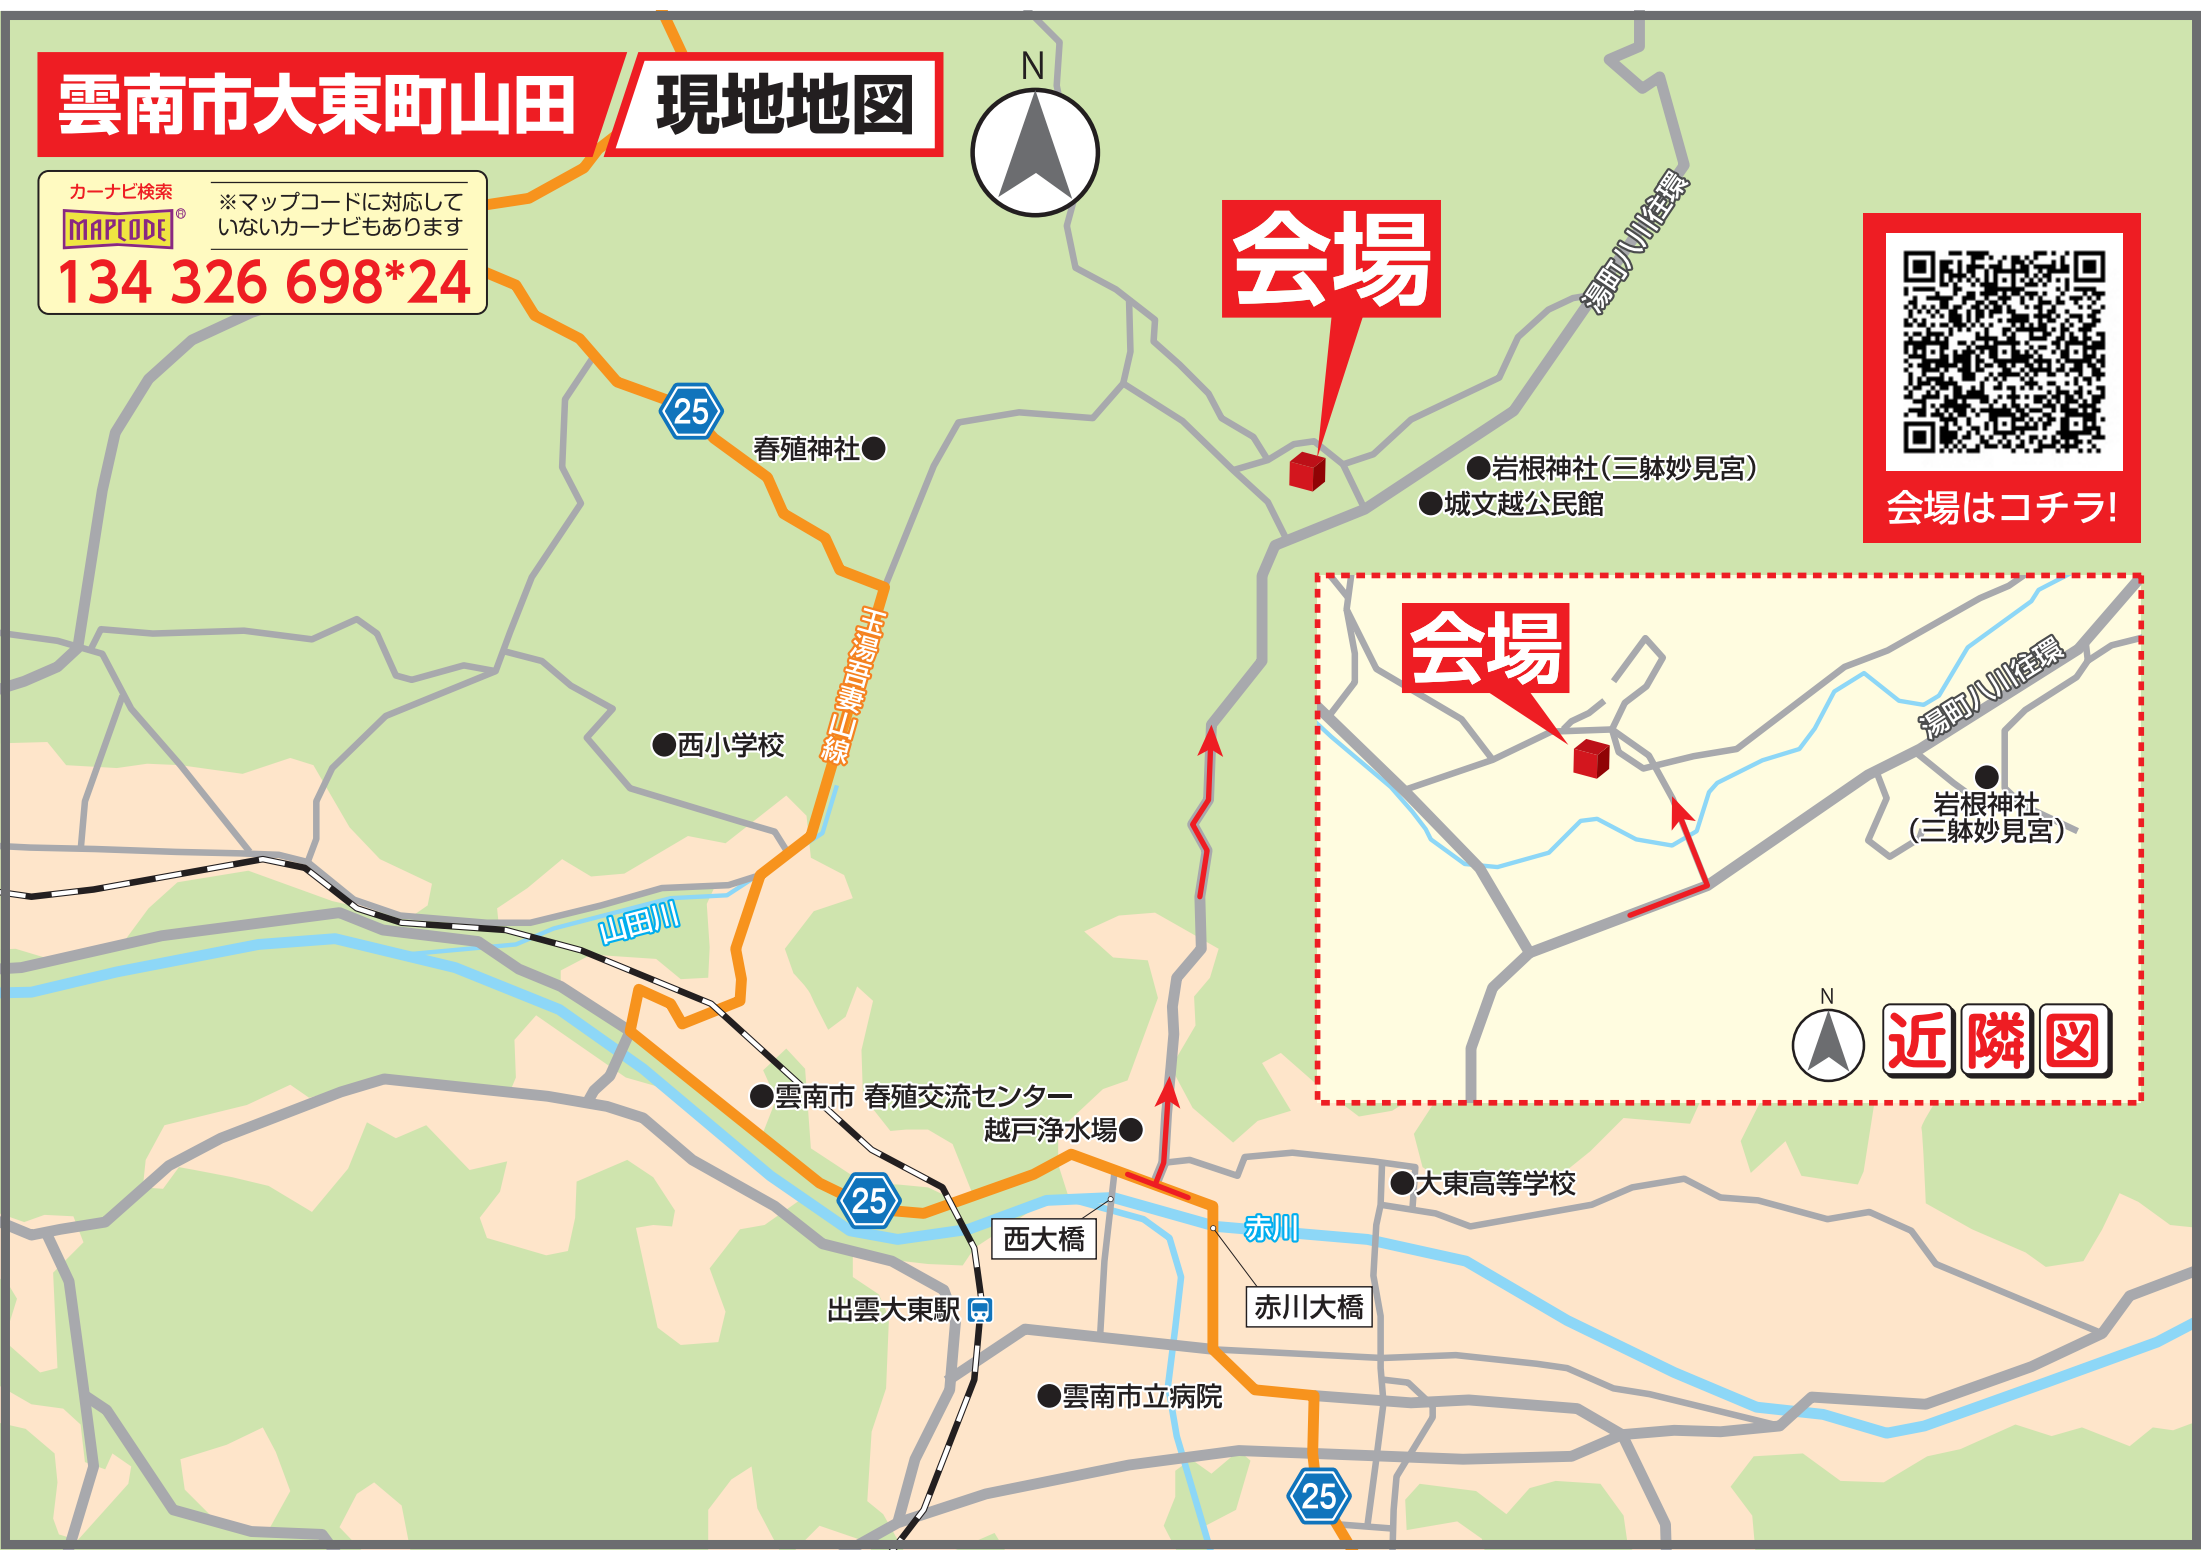 雲南市大東町山田
現地地図
カーナビ検索
MAPCODE®
※マップコードに対応して
いないカーナビもあります
134 326 698*24
N
会場
湯町八川往環
会場はコチラ!
25
春殖神社
岩根神社(三躰妙見宮)
城文越公民館
玉湯吾妻山線
西小学校
山田川
会場
湯町八川往環
岩根神社
(三躰妙見宮)
N
近隣図
雲南市 春殖交流センター
越戸浄水場
大東高等学校
25
西大橋
赤川
赤川大橋
出雲大東駅
雲南市立病院
25